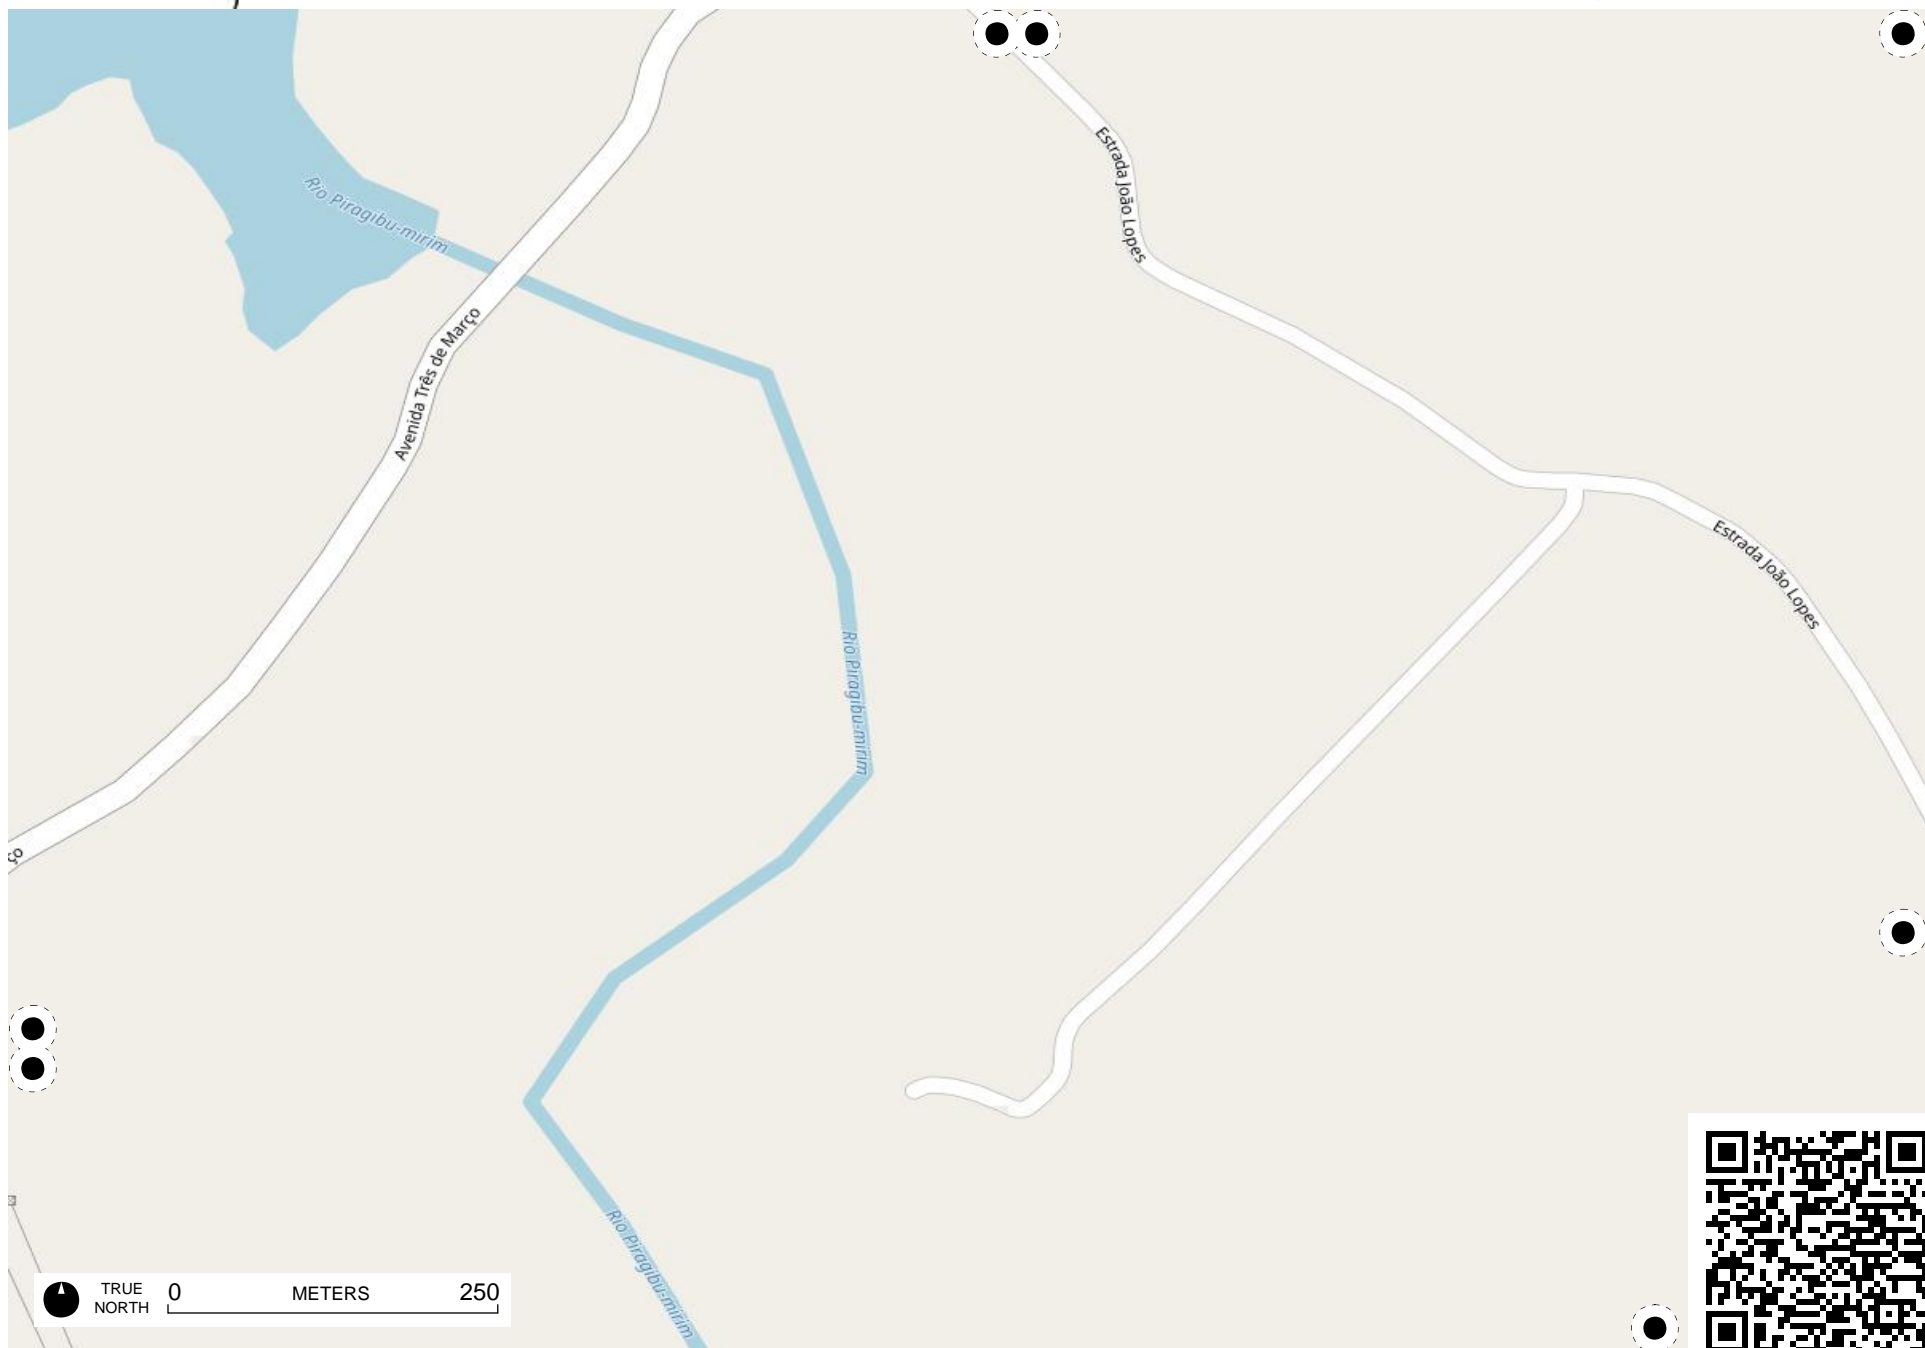 Estrada João Lopes
Rio Piragibu-mirim
Avenida Três de Março
Estrada João Lopes
Rio Piragibu-mirim
ço
Rio Piragibu-mirim
TRUE NORTH
0 METERS 250